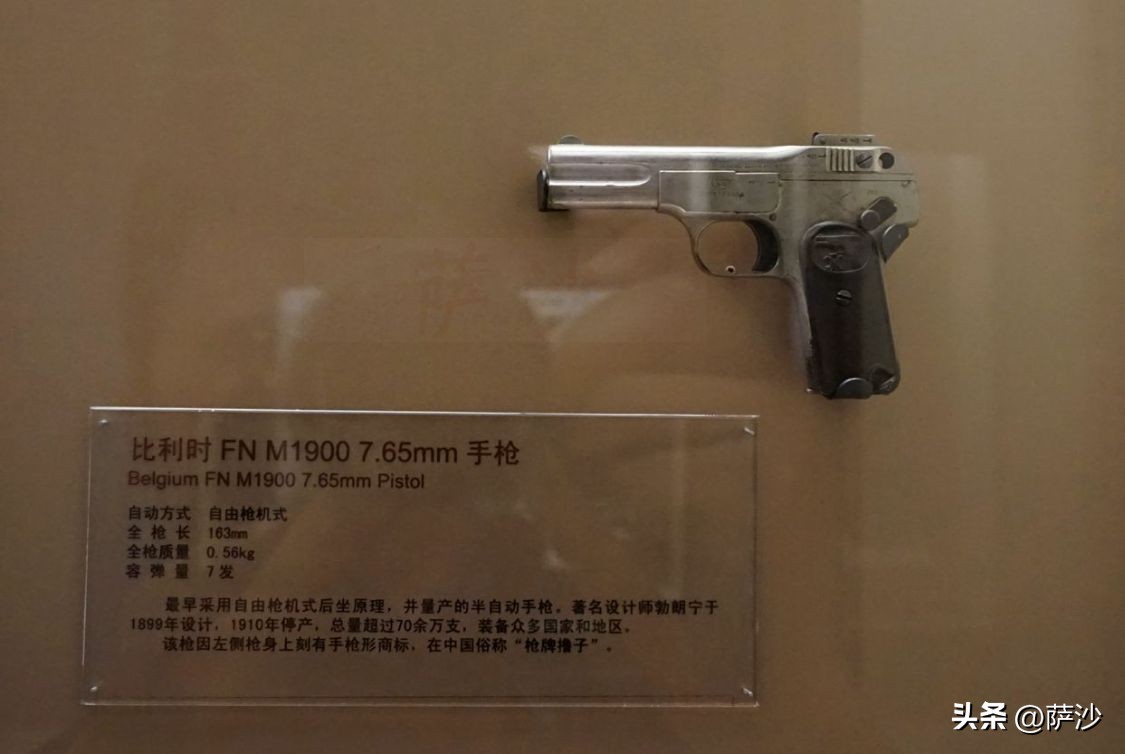 比利时 FN M1900 7.65mm 手枪
Belgium FN M1900 7.65mm Pistol
自动方式 自由枪机式
全 枪 长 163mm
全枪质量 0.56kg
容 弹 量 7发
最早采用自由枪机式后坐原理，并量产的半自动手枪。著名设计师勃朗宁于
1899年设计，1910年停产，总量超过70余万支，装备众多国家和地区。
该枪因左侧枪身上刻有手枪形商标，在中国俗称“枪牌撸子”。
头条 @萨沙